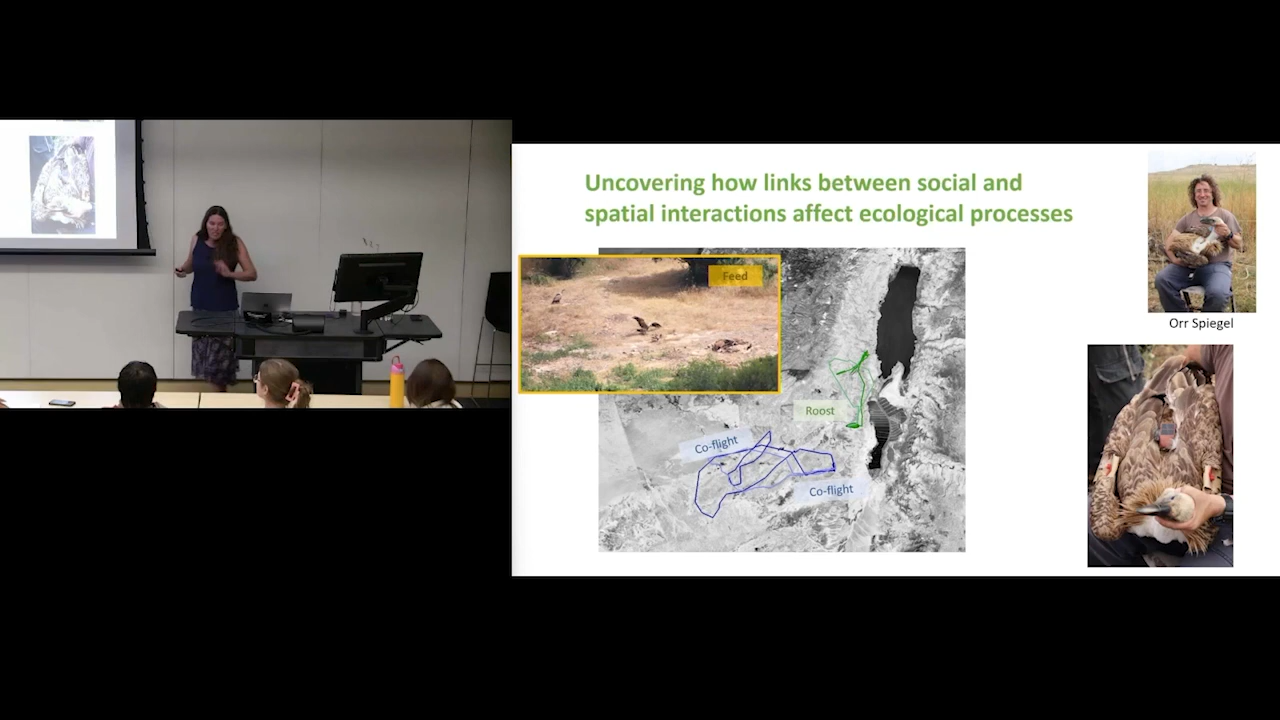 Uncovering how links between social and
spatial interactions affect ecological processes
Feed
Orr Spiegel
Roost
Co-flight
Co-flight